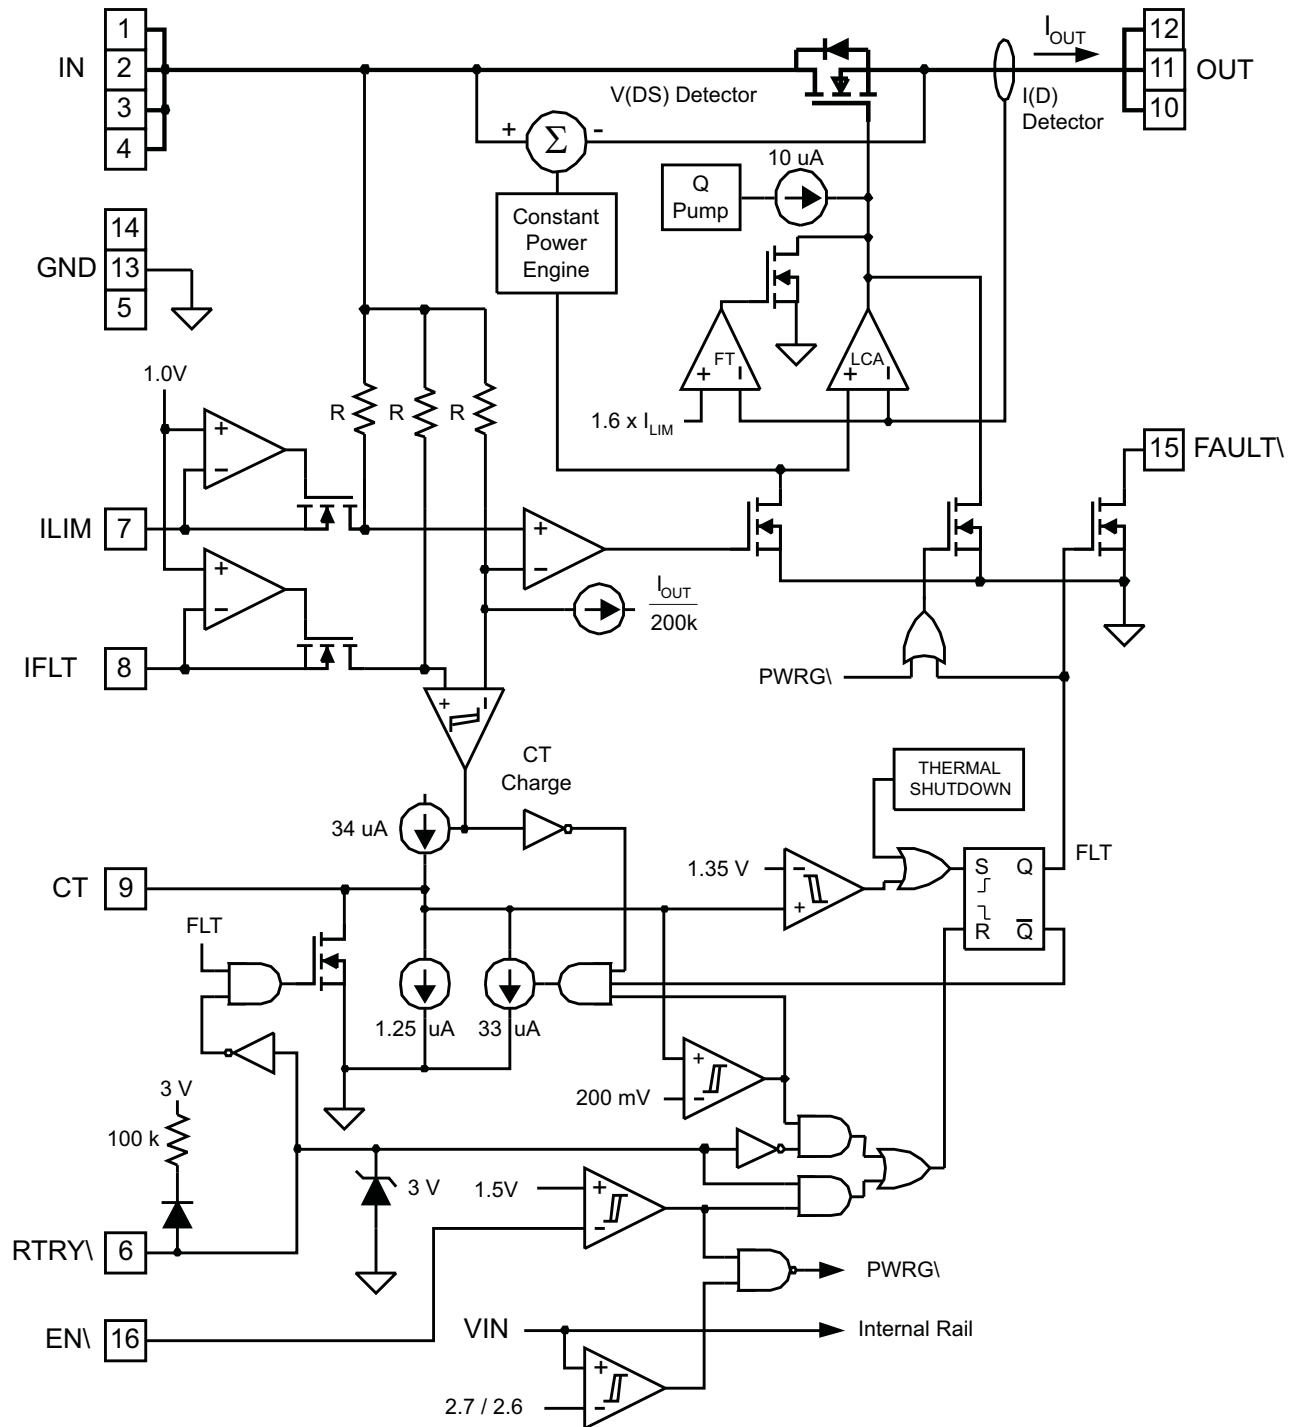 1
12
I_OUT
IN
2
11
OUT
V(DS) Detector
3
10
I(D)
Detector
4
+
Σ
-
10 uA
Q
Pump
Constant
Power
Engine
14
GND
13
5
1.0V
FT
LCA
+
−
+
−
R
R
R
1.6 x I_LIM
+
−
15
FAULT\
ILIM
7
+
−
+
−
I_OUT
200k
IFLT
8
PWRG\
+
−
CT
Charge
THERMAL
SHUTDOWN
34 uA
FLT
1.35 V
−
+
S
Q
R
Q̅
CT
9
FLT
1.25 uA
33 uA
+
−
200 mV
3 V
100 k
3 V
1.5V
+
−
RTRY\
6
PWRG\
EN\
16
VIN
Internal Rail
+
−
2.7 / 2.6